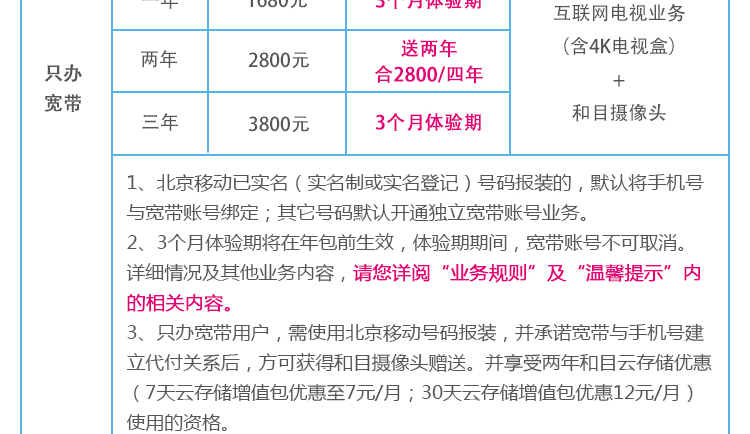 一年
1680元
3个月体验期
互联网电视业务
（含4K电视盒）
+
和目摄像头
只办
宽带
两年
2800元
送两年
合2800/四年
三年
3800元
3个月体验期
1、北京移动已实名（实名制或实名登记）号码报装的，默认将手机号
与宽带账号绑定；其它号码默认开通独立宽带账号业务。
2、3个月体验期将在年包前生效，体验期期间，宽带账号不可取消。
详细情况及其他业务内容，请您详阅“业务规则”及“温馨提示”内
的相关内容。
3、只办宽带用户，需使用北京移动号码报装，并承诺宽带与手机号建
立代付关系后，方可获得和目摄像头赠送。并享受两年和目云存储优惠
（7天云存储增值包优惠至7元/月；30天云存储增值包优惠12元/月）
使用的资格。